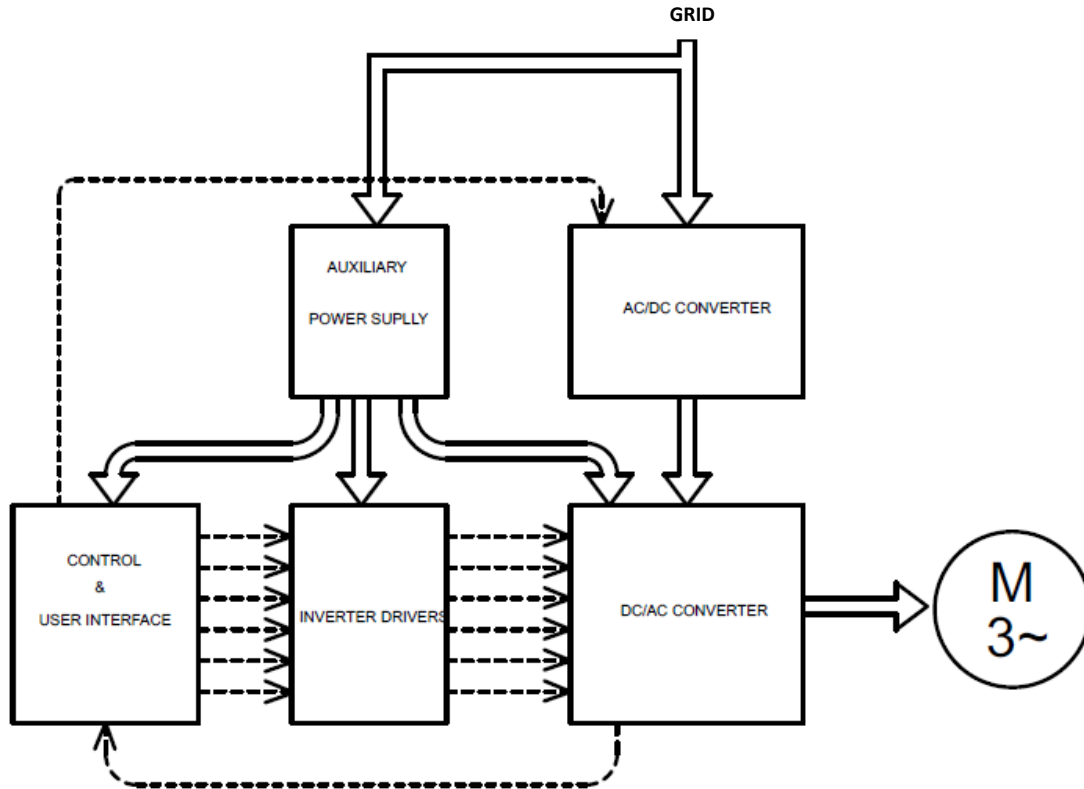 GRID
AUXILIARY
POWER SUPLLY
AC/DC CONVERTER
CONTROL
&
USER INTERFACE
INVERTER DRIVERS
DC/AC CONVERTER
M
3~